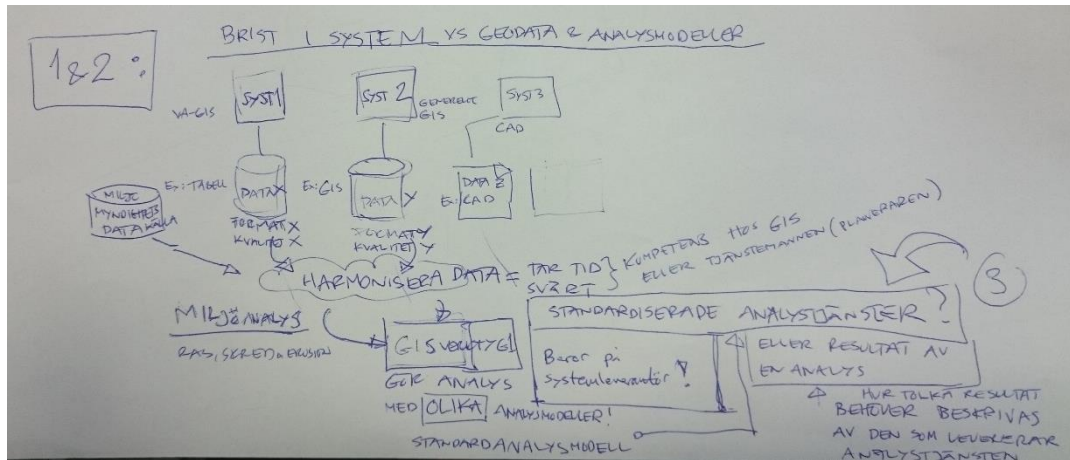 BRIST I SYSTEM VS GEODATA & ANALYSMODELLER
1&2:
VA-GIS
SYST1
SYST 2
GIS
SYST3
CAD
MILJÖ
MYNDIGHETS
DATAKÄLLA
Ex: TABELL
DATA X
FORMAT X
KVALITET X
Ex: GIS
DATA Y
FORMAT Y
KVALITET Y
Ex:
DATA Z
CAD
HARMONISERA DATA = TAR TID
SVÅRT
KOMPETENS HOS GIS
ELLER TJÄNSTEMANNEN (PLANERAREN)
3
MILJÖANALYS
RAS, SKRED & EROSION
GIS VERKTYG
GÖR ANALYS
MED OLIKA ANALYSMODELLER!
STANDARDANALYSMODELL
STANDARDISERADE ANALYSTJÄNSTER?
Beror på
systemleverantör!
ELLER RESULTAT AV
EN ANALYS
HUR TOLKA RESULTAT
BEHÖVER BESKRIVAS
AV DEN SOM LEVERERAR
ANALYSTJÄNSTEN